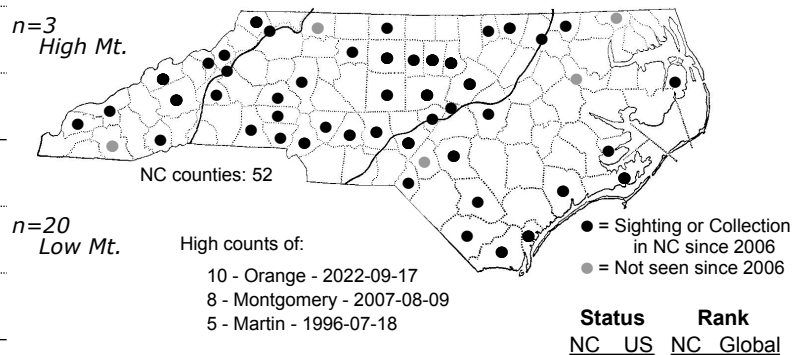 n=3
High Mt.
NC counties: 52
n=20
Low Mt.
High counts of:
10 - Orange - 2022-09-17
8 - Montgomery - 2007-08-09
5 - Martin - 1996-07-18
= Sighting or Collection
in NC since 2006
= Not seen since 2006
Status Rank
NC US NC Global